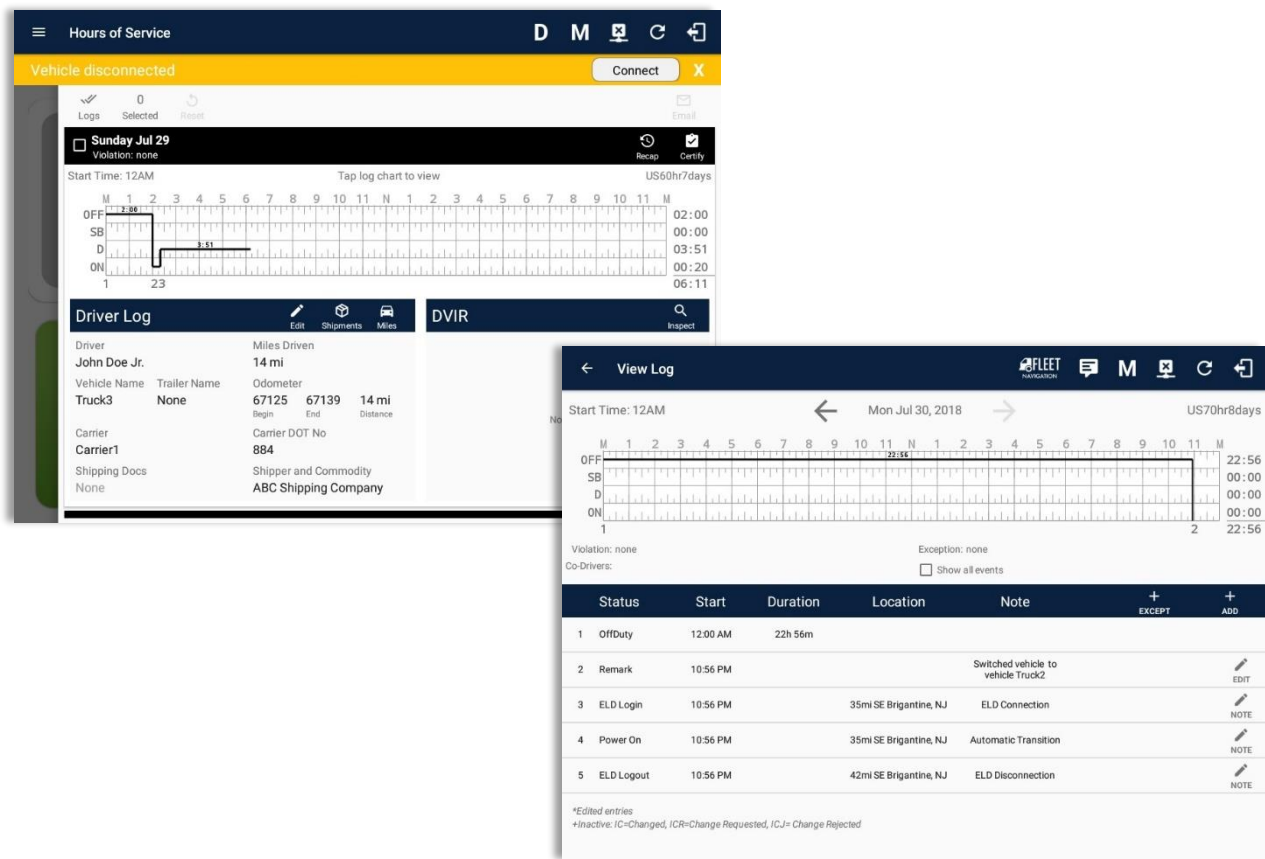 Hours of Service D M
Vehicle disconnected Connect X
0
Logs Selected Reset Email
Sunday Jul 29
Violation: none Recap Certify
Start Time: 12AM Tap log chart to view US60hr7days
M 1 2 3 4 5 6 7 8 9 10 11 N 1 2 3 4 5 6 7 8 9 10 11 M
OFF 2:00 02:00
SB 00:00
D 3:51 03:51
ON 00:20
1 23 06:11
Driver Log Edit Shipments Miles DVIR Inspect
Driver Miles Driven
John Doe Jr. 14 mi
Vehicle Name Trailer Name Odometer
Truck3 None 67125 67139 14 mi
Begin End Distance
No
Carrier Carrier DOT No
Carrier1 884
Shipping Docs Shipper and Commodity
None ABC Shipping Company
View Log FLEET NAVIGATION M
Start Time: 12AM Mon Jul 30, 2018 US70hr8days
M 1 2 3 4 5 6 7 8 9 10 11 N 1 2 3 4 5 6 7 8 9 10 11 M
OFF 22:56 22:56
SB 00:00
D 00:00
ON 00:00
1 2 22:56
Violation: none Exception: none
Co-Drivers: Show all events
Status Start Duration Location Note + EXCEPT + ADD
1 OffDuty 12:00 AM 22h 56m
2 Remark 10:56 PM Switched vehicle to
vehicle Truck2 EDIT
3 ELD Login 10:56 PM 35mi SE Brigantine, NJ ELD Connection NOTE
4 Power On 10:56 PM 35mi SE Brigantine, NJ Automatic Transition NOTE
5 ELD Logout 10:56 PM 42mi SE Brigantine, NJ ELD Disconnection NOTE
*Edited entries
+Inactive: IC=Changed, ICR=Change Requested, ICJ= Change Rejected